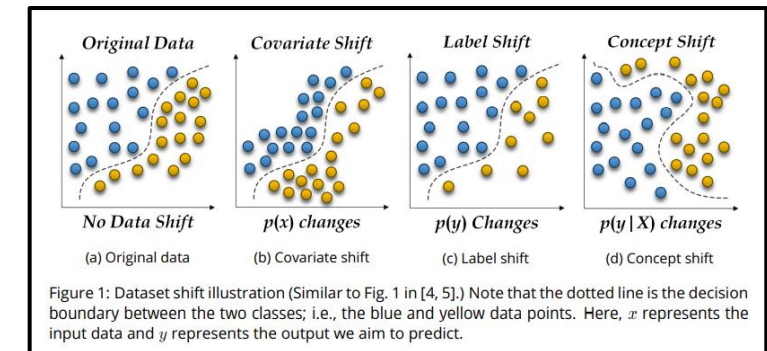 Original Data
Covariate Shift
Label Shift
Concept Shift
No Data Shift
p(x) changes
p(y) Changes
p(y|X) changes
(a) Original data
(b) Covariate shift
(c) Label shift
(d) Concept shift
Figure 1: Dataset shift illustration (Similar to Fig. 1 in [4, 5].) Note that the dotted line is the decision
boundary between the two classes; i.e., the blue and yellow data points. Here, x represents the
input data and y represents the output we aim to predict.